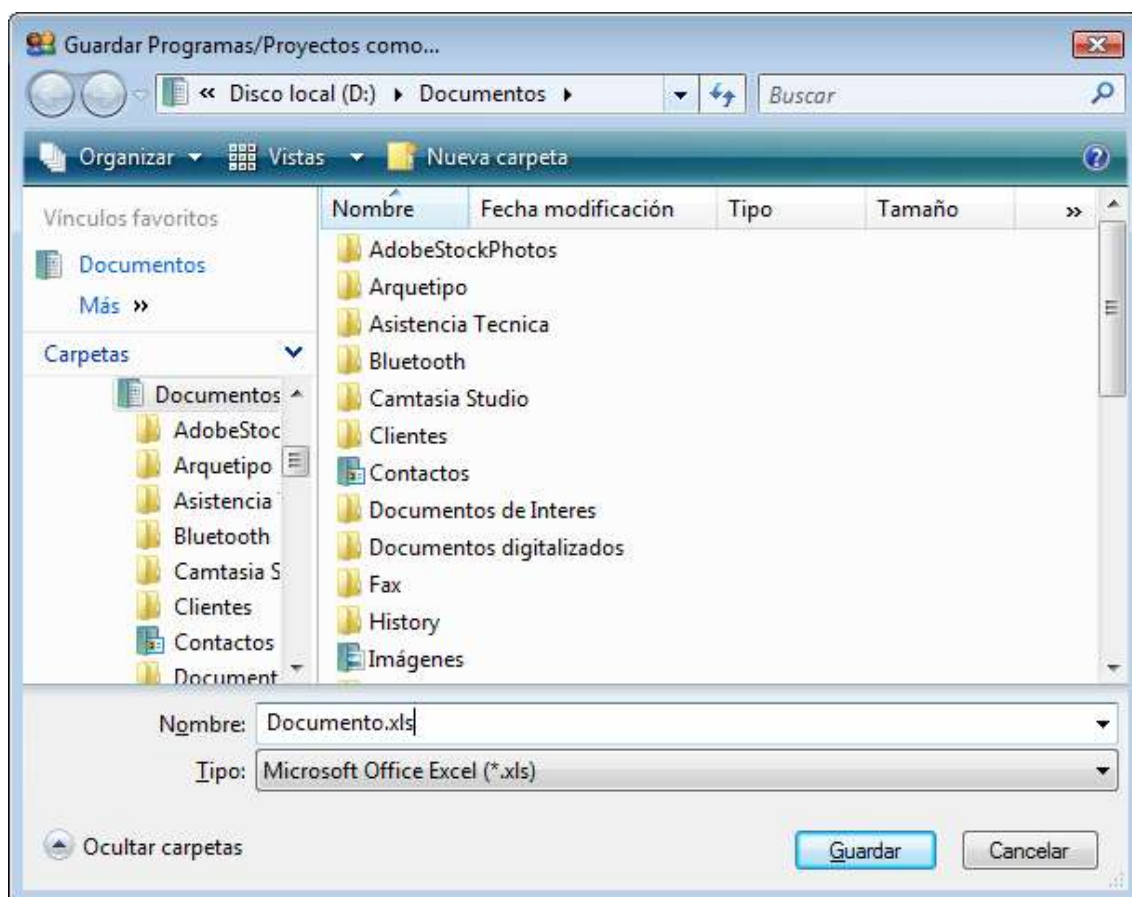 Guardar Programas/Proyectos como...
« Disco local (D:) Documentos
Buscar
Organizar Vistas Nueva carpeta
Vínculos favoritos
Documentos
Más »
Carpetas
Documentos
AdobeStoc
Arquetipo
Asistencia
Bluetooth
Camtasia S
Clientes
Contactos
Document
Nombre Fecha modificación Tipo Tamaño »
AdobeStockPhotos
Arquetipo
Asistencia Tecnica
Bluetooth
Camtasia Studio
Clientes
Contactos
Documentos de Interes
Documentos digitalizados
Fax
History
Imágenes
Nombre: Documento.xls
Tipo: Microsoft Office Excel (*.xls)
Ocultar carpetas
Guardar Cancelar